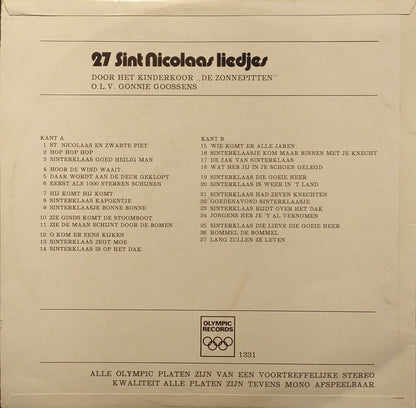 27 Sint Nicolaas liedjes
DOOR HET KINDERKOOR ,,DE ZONNEPITTEN''
O.L.V. GONNIE GOOSSENS
KANT A
1 ST NICOLAAS EN ZWARTE PIET
2 HOP HOP HOP
3 SINTERKLAAS GOED HEILIG MAN
4 HOOR DE WIND WAAIT
5 DAAR WORDT AAN DE DEUR GEKLOPT
6 EERST ALS 1000 STERREN SCHIJNEN
7 HIJ KOMT HIJ KOMT
8 SINTERKLAAS KAPOENTJE
9 SINTERKLAASJE BONNE BONNE
10 ZIE GINDS KOMT DE STOOMBOOT
11 ZIE DE MAAN SCHIJNT DOOR DE BOMEN
12 O KOM ER EENS KIJKEN
13 SINTERKLAAS ZEGT MOE
14 SINTERKLAAS IS OP HET DAK
KANT B
15 WIE KOMT ER ALLE JAREN
16 SINTERKLAASJE KOM MAAR BINNEN MET JE KNECHT
17 DE ZAK VAN SINTERKLAAS
18 WAT HEB JIJ IN JE SCHOEN GELEGD
19 SINTERKLAAS DIE GOEIE HEER
20 SINTERKLAAS IS WEER IN 'T LAND
21 SINTERKLAAS HAD ZEVEN KNECHTEN
22 GOEDENAVOND SINTERKLAASJE
23 SINTERKLAAS RIJDT OVER HET DAK
24 JONGENS HEB JE 'T AL VERNOMEN
25 SINTERKLAAS DIE LIEVE DIE GOEIE HEER
26 ROMMEL DE BOMMEL
27 LANG ZULLEN ZE LEVEN
OLYMPIC
RECORDS
1331
ALLE OLYMPIC PLATEN ZIJN VAN EEN VOORTREFFELIJKE STEREO
KWALITEIT ALLE PLATEN ZIJN TEVENS MONO AFSPEELBAAR